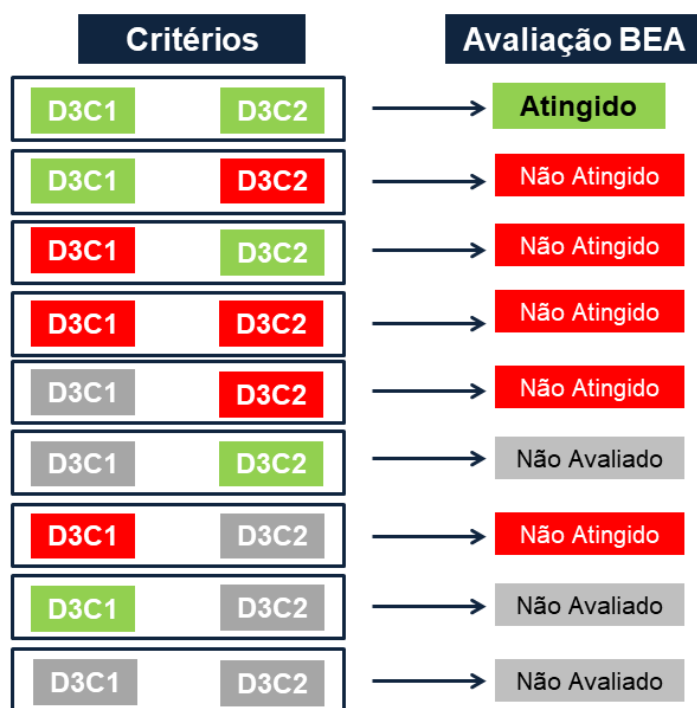 Critérios Avaliação BEA
D3C1 D3C2 Atingido
D3C1 D3C2 Não Atingido
D3C1 D3C2 Não Atingido
D3C1 D3C2 Não Atingido
D3C1 D3C2 Não Atingido
D3C1 D3C2 Não Avaliado
D3C1 D3C2 Não Atingido
D3C1 D3C2 Não Avaliado
D3C1 D3C2 Não Avaliado